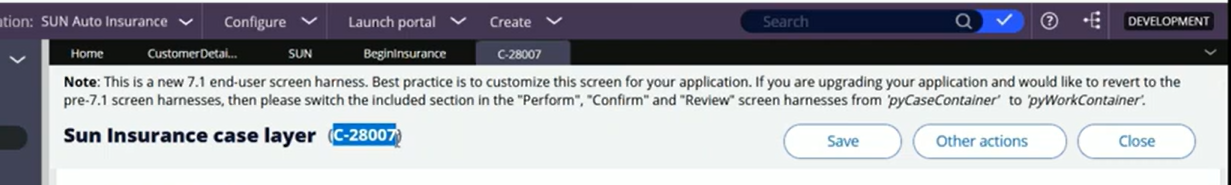 tion: SUN Auto Insurance Configure Launch portal Create Search DEVELOPMENT
Home CustomerDetai... SUN BeginInsurance C-28007
Note: This is a new 7.1 end-user screen harness. Best practice is to customize this screen for your application. If you are upgrading your application and would like to revert to the
pre-7.1 screen harnesses, then please switch the included section in the "Perform", "Confirm" and "Review" screen harnesses from 'pyCaseContainer' to 'pyWorkContainer'.
Sun Insurance case layer (C-28007) Save Other actions Close